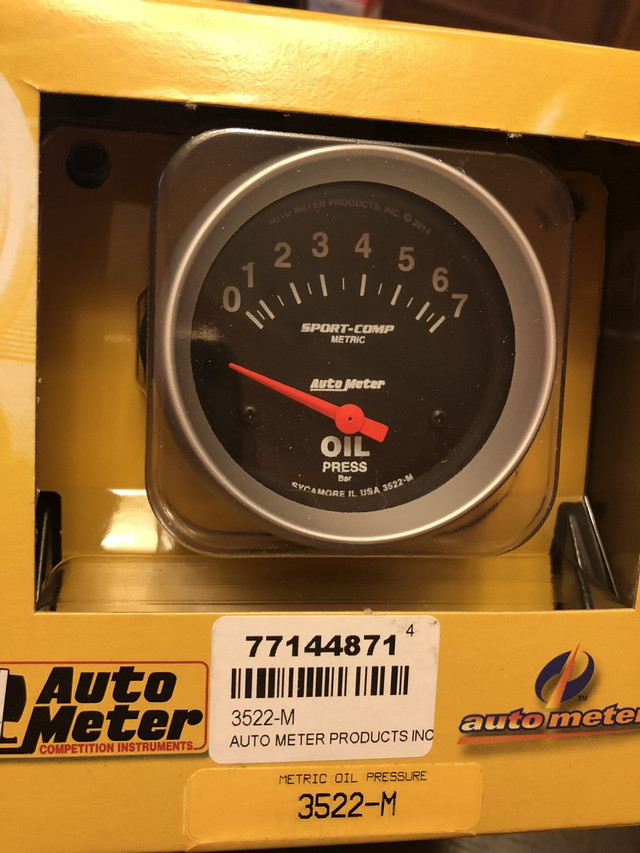 AUTO METER PRODUCTS, INC. © 2014
0 1 2 3 4 5 6 7
SPORT-COMP
METRIC
Auto Meter
OIL
PRESS
Bar
SYCAMORE IL USA 3522-M
77144871 4
3522-M
AUTO METER PRODUCTS INC
Auto
Meter
COMPETITION INSTRUMENTS
auto meter
TM
METRIC OIL PRESSURE
3522-M